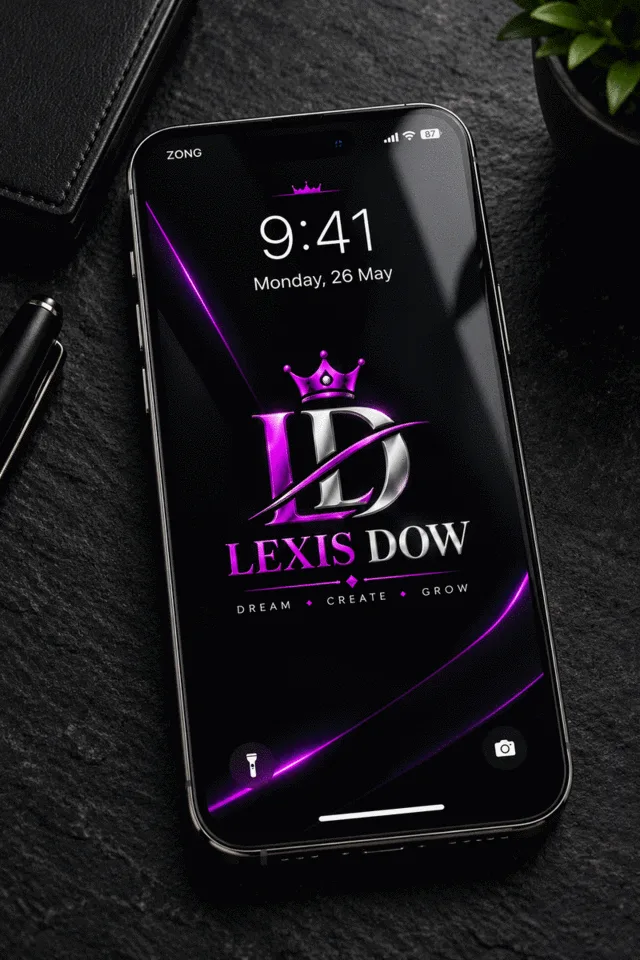 ZONG 87
9:41
Monday, 26 May
LD
LEXIS DOW
DREAM • CREATE • GROW